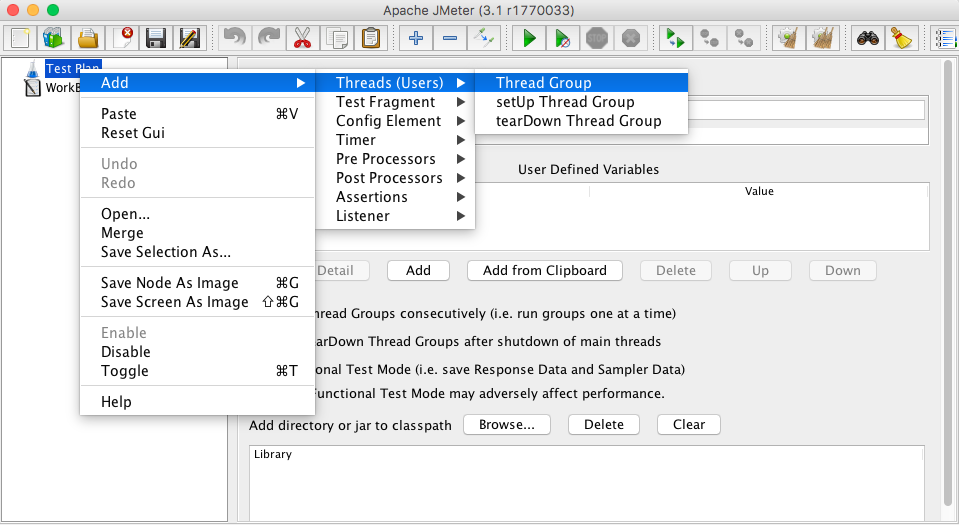 Apache JMeter (3.1 r1770033)
Test Plan
Add
Threads (Users)
Thread Group
Test Fragment
setUp Thread Group
Config Element
tearDown Thread Group
Paste ⌘V
Timer
Reset Gui
Pre Processors
Undo
Post Processors
User Defined Variables
Redo
Assertions
Value
Open...
Listener
Merge
Save Selection As...
Detail Add Add from Clipboard Delete Up Down
Save Node As Image ⌘G
Save Screen As Image ⇧⌘G
Groups consecutively (i.e. run groups one at a time)
Enable
Thread Groups after shutdown of main threads
Disable
Toggle ⌘T
Test Mode (i.e. save Response Data and Sampler Data)
Functional Test Mode may adversely affect performance.
Help
Add directory or jar to classpath Browse... Delete Clear
Library